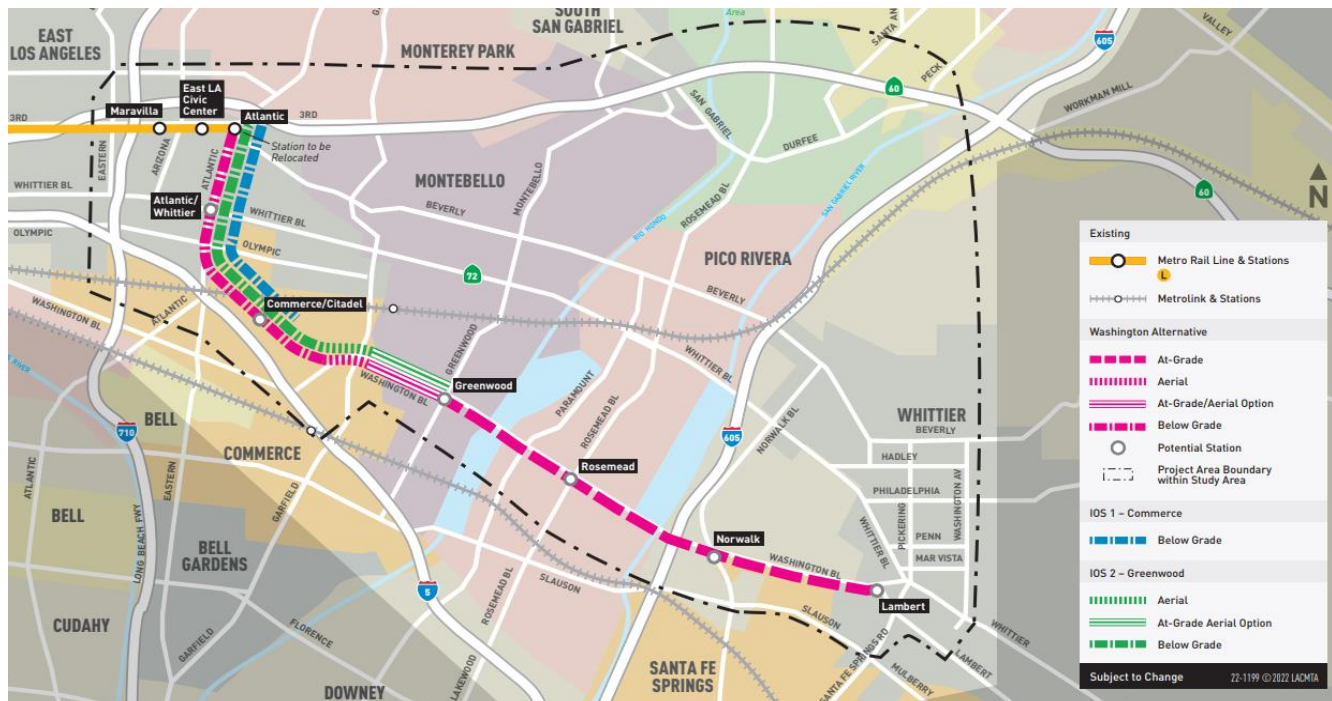 EAST
LOS ANGELES
MONTEREY PARK
SOUTH
SAN GABRIEL
Area
SANTA AN
PECK
605
VALLEY
WORKMAN MILL
60
SAN GABRIEL
DURFEE
60
N
Maravilla
East LA
Civic
Center
Atlantic
3RD
3RD
Station to be
Relocated
EASTERN
ARIZONA
ATLANTIC
WHITTIER BL
Atlantic/
Whittier
WHITTIER BL
OLYMPIC
OLYMPIC
MONTEBELLO
BEVERLY
MONTEBELLO
72
RIO HONDO
ROSEMEAD BL
SAN GABRIEL RIVER
PICO RIVERA
BEVERLY
WHITTIER BL
WASHINGTON BL
ATLANTIC
Commerce/Citadel
GREENWOOD
Greenwood
WASHINGTON BL
PARAMOUNT
ROSEMEAD BL
Rosemead
605
NORWALK BL
WHITTIER
BEVERLY
HADLEY
PHILADELPHIA
PICKERING
PENN
WASHINGTON AV
MAR VISTA
WHITTIER BL
E RIVER
710
BELL
COMMERCE
ATLANTIC
EASTERN
GARFIELD
BELL
LONG BEACH FWY
BELL
GARDENS
CUDAHY
GARFIELD
FLORENCE
DOWNEY
5
ROSEMEAD BL
LAKEWOOD
SLAUSON
Norwalk
WASHINGTON BL
Lambert
SLAUSON
SANTA FE
SPRINGS
SANTA FE SPRINGS RD
MULBERRY
LAMBERT
WHITTIER
Existing
Metro Rail Line & Stations
L
Metrolink & Stations
Washington Alternative
At-Grade
Aerial
At-Grade/Aerial Option
Below Grade
Potential Station
Project Area Boundary
within Study Area
IOS 1 – Commerce
Below Grade
IOS 2 – Greenwood
Aerial
At-Grade Aerial Option
Below Grade
Subject to Change
22-1199 ©2022 LACMTA